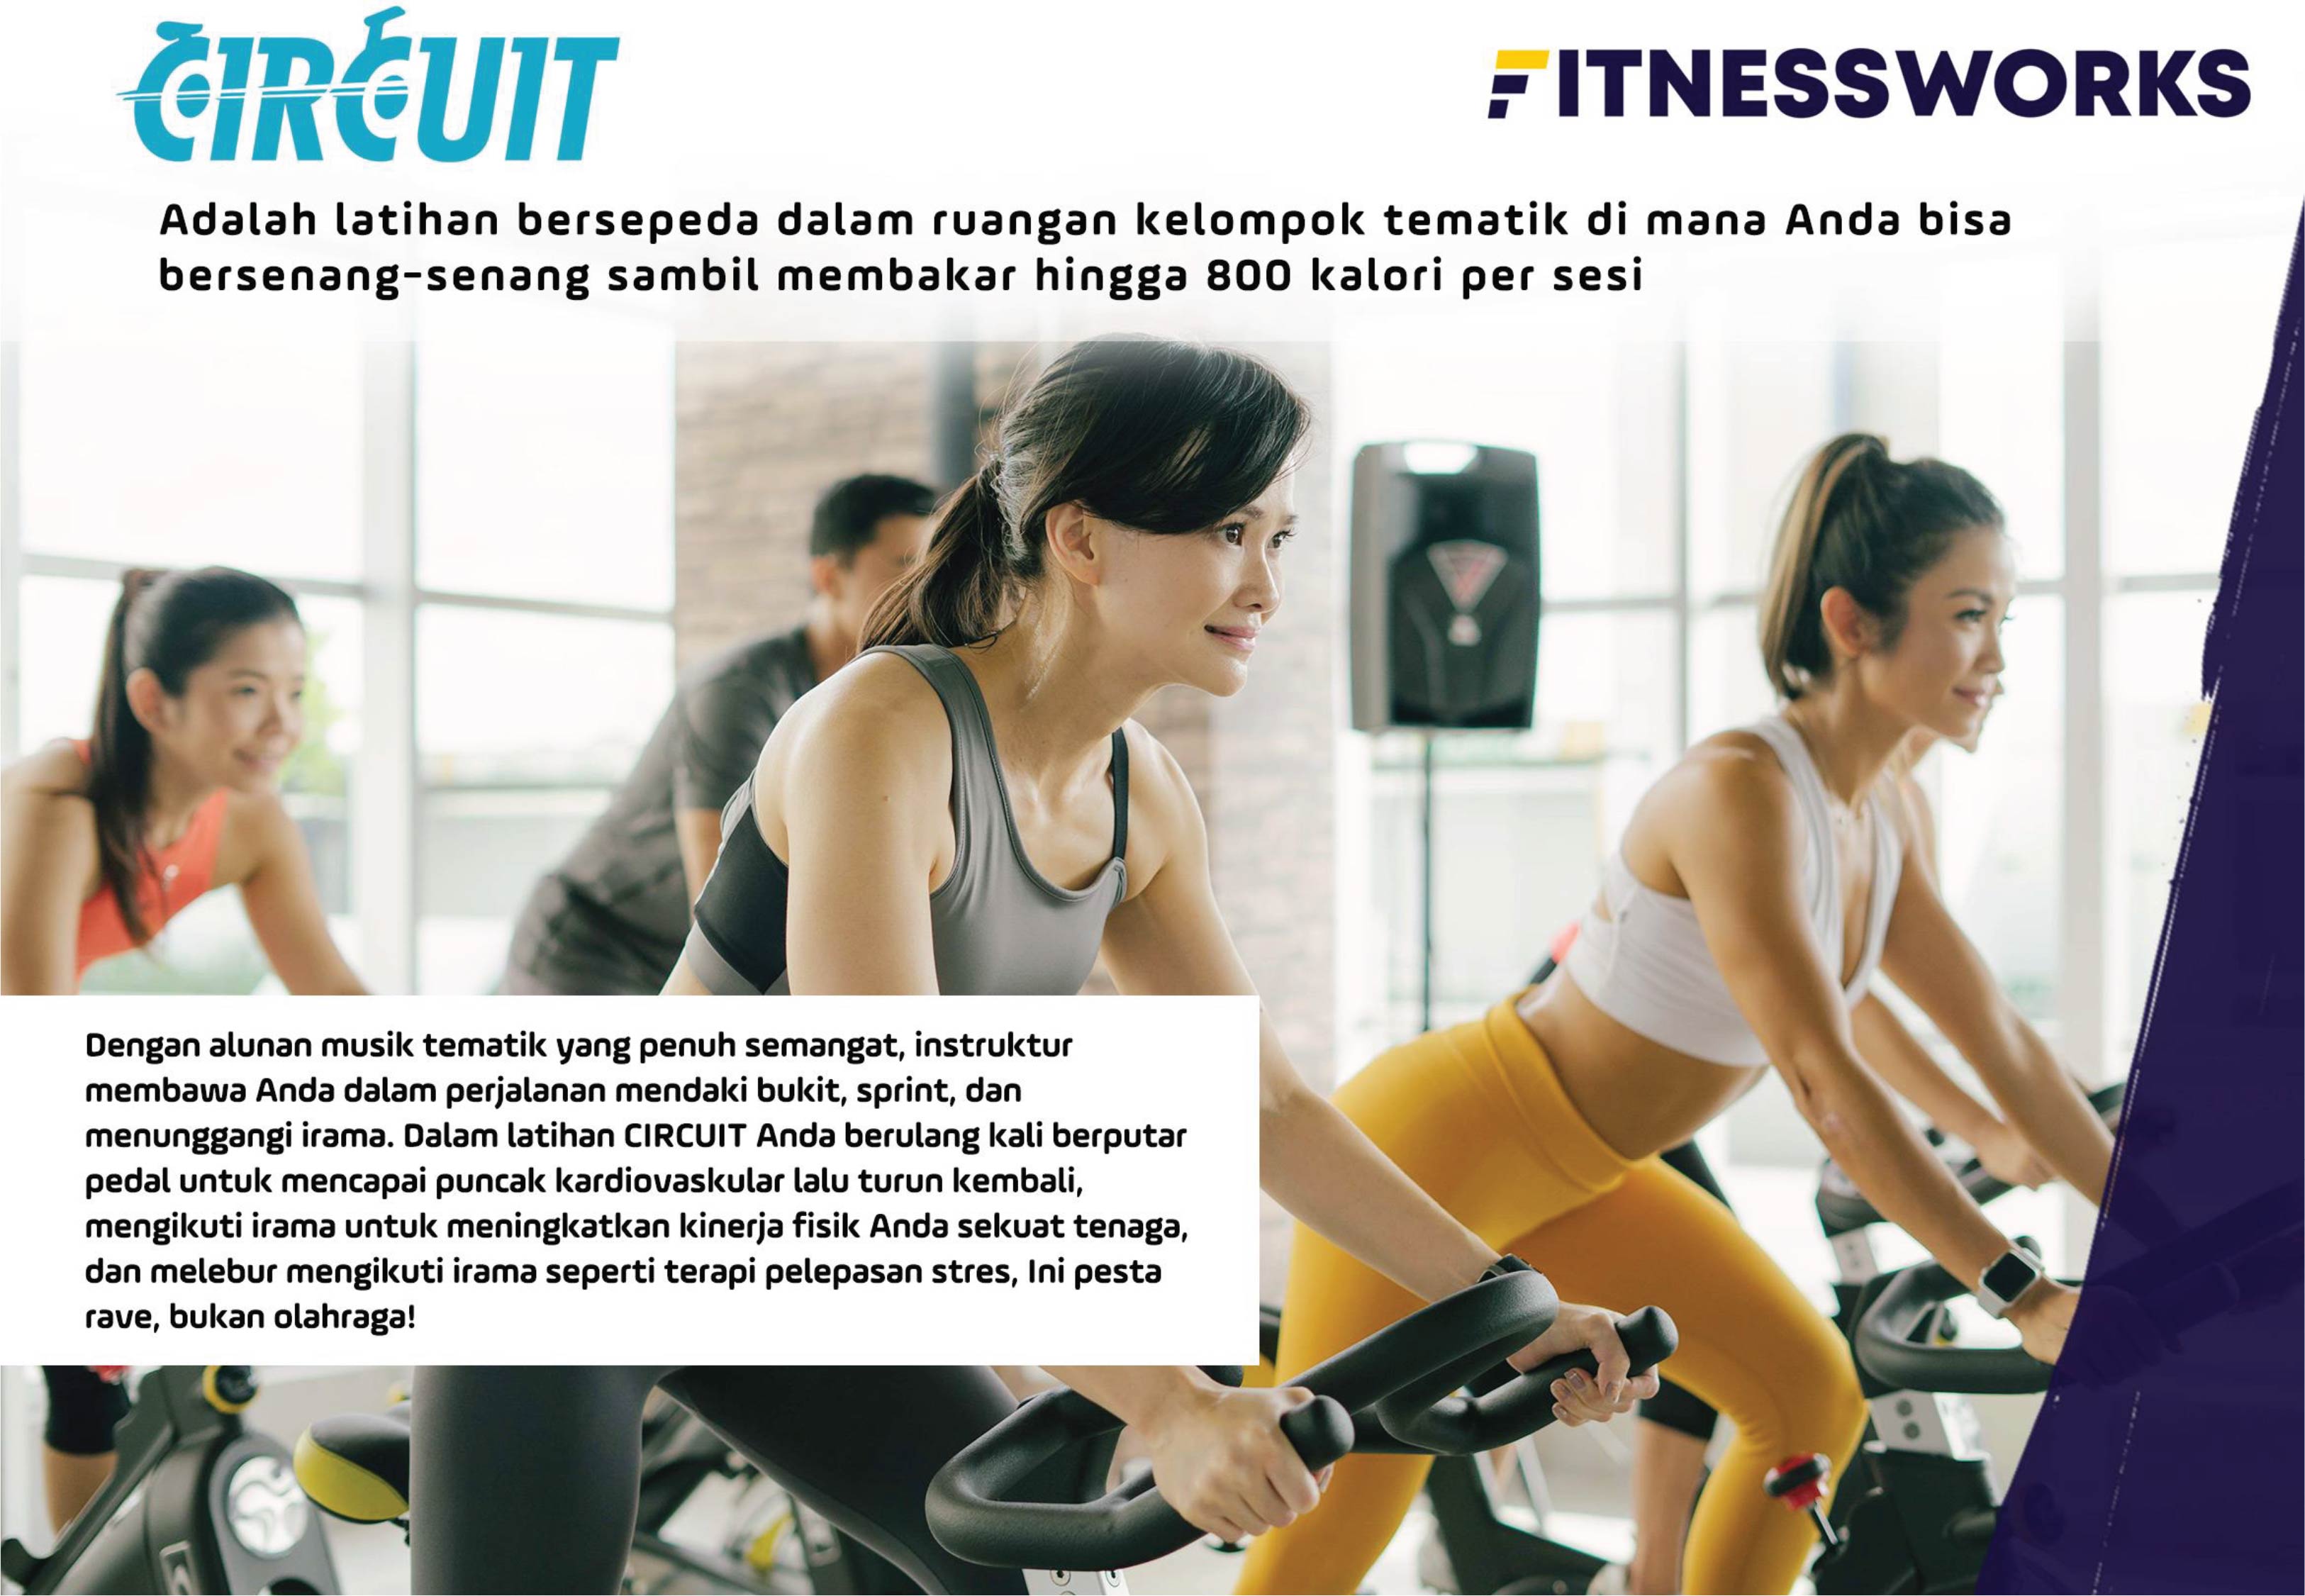 CIRCUIT
FITNESSWORKS
Adalah latihan bersepeda dalam ruangan kelompok tematik di mana Anda bisa
bersenang-senang sambil membakar hingga 800 kalori per sesi
Dengan alunan musik tematik yang penuh semangat, instruktur
membawa Anda dalam perjalanan mendaki bukit, sprint, dan
menunggangi irama. Dalam latihan CIRCUIT Anda berulang kali berputar
pedal untuk mencapai puncak kardiovaskular lalu turun kembali,
mengikuti irama untuk meningkatkan kinerja fisik Anda sekuat tenaga,
dan melebur mengikuti irama seperti terapi pelepasan stres, Ini pesta
rave, bukan olahraga!